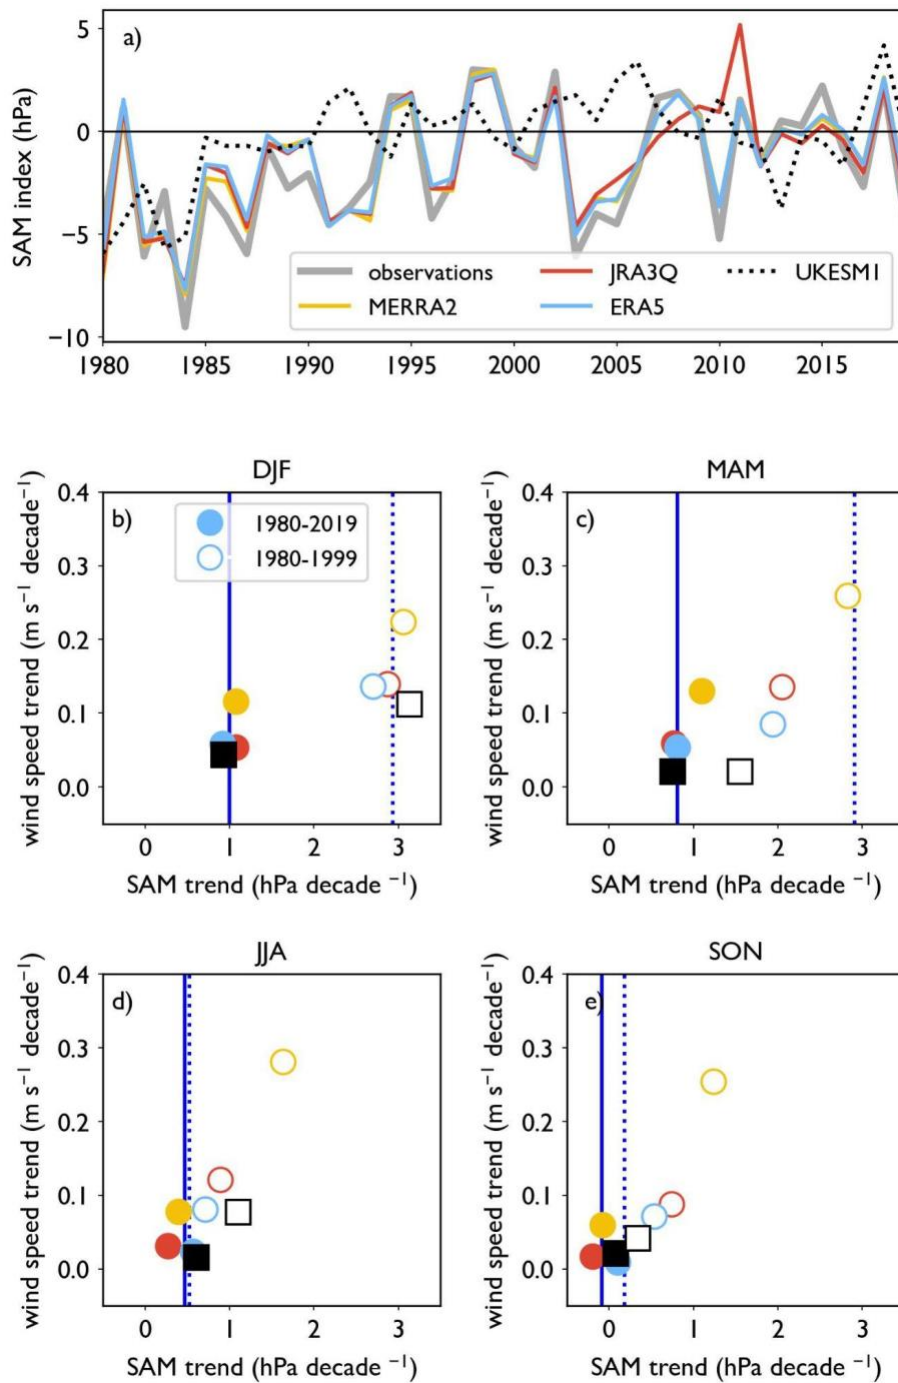 a)
SAM index (hPa)
5
0
−5
−10
observations
MERRA2
JRA3Q
ERA5
UKESM1
1980 1985 1990 1995 2000 2005 2010 2015
DJF
b)
1980-2019
1980-1999
wind speed trend (m s⁻¹ decade⁻¹)
0.4
0.3
0.2
0.1
0.0
0 1 2 3
SAM trend (hPa decade ⁻¹)
MAM
c)
wind speed trend (m s⁻¹ decade⁻¹)
0.4
0.3
0.2
0.1
0.0
0 1 2 3
SAM trend (hPa decade ⁻¹)
JJA
d)
wind speed trend (m s⁻¹ decade⁻¹)
0.4
0.3
0.2
0.1
0.0
0 1 2 3
SAM trend (hPa decade ⁻¹)
SON
e)
wind speed trend (m s⁻¹ decade⁻¹)
0.4
0.3
0.2
0.1
0.0
0 1 2 3
SAM trend (hPa decade ⁻¹)